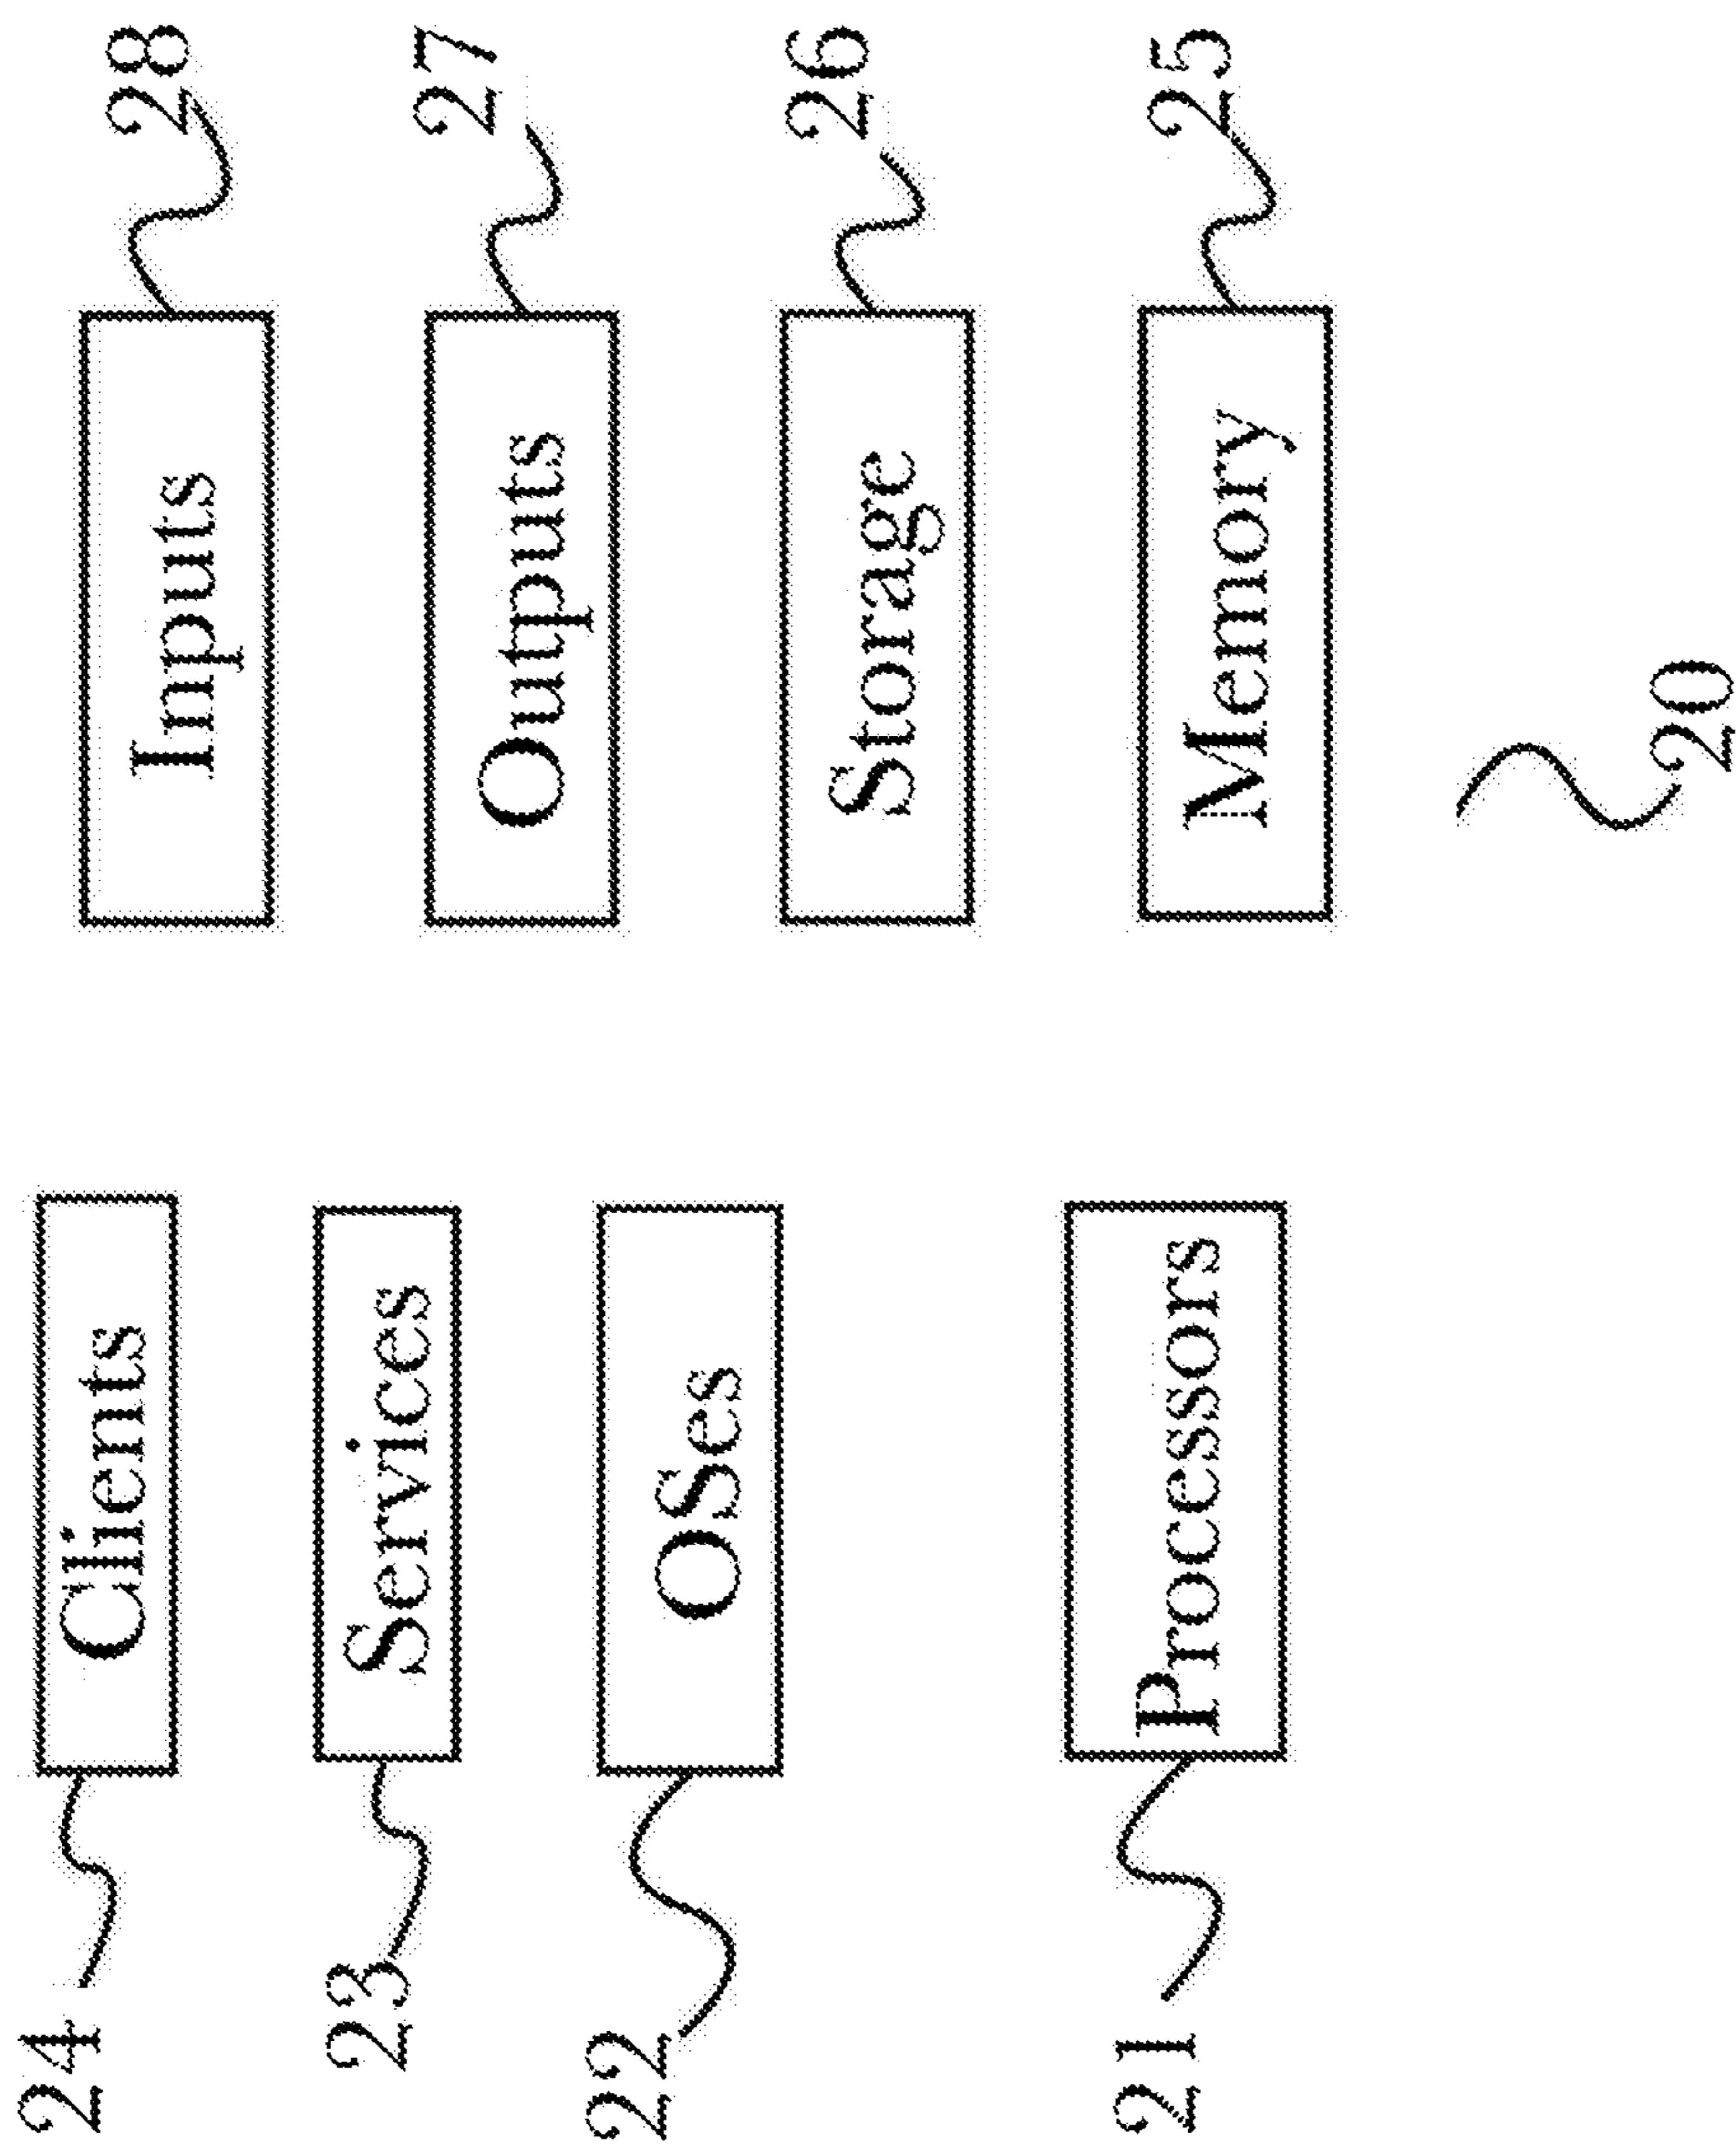 24 Clients Inputs 28
23 Services Outputs 27
22 OSes Storage 26
21 Processors Memory 25
20